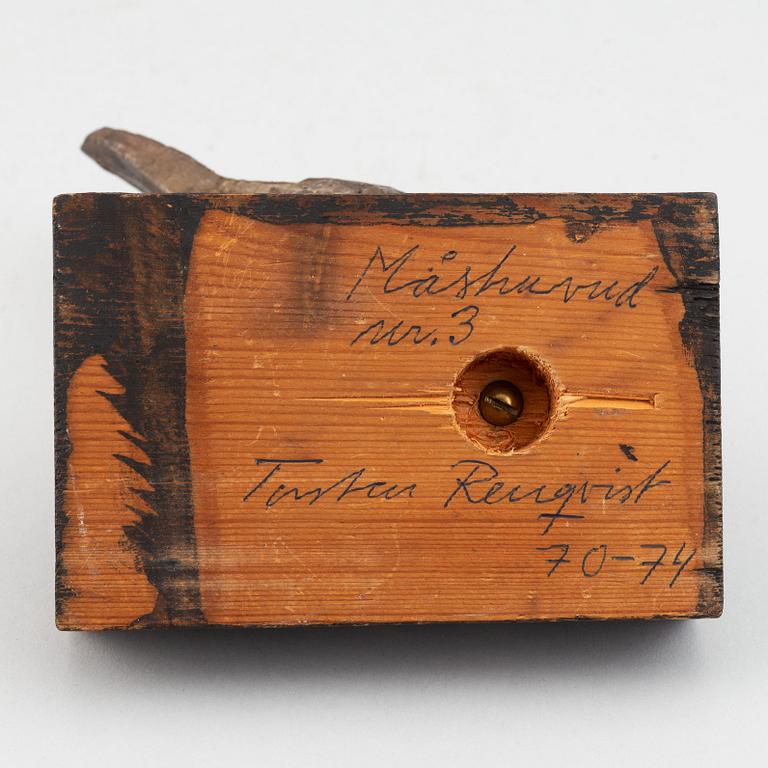 Måshuvud
nr. 3
Torsten Renqvist
70-74